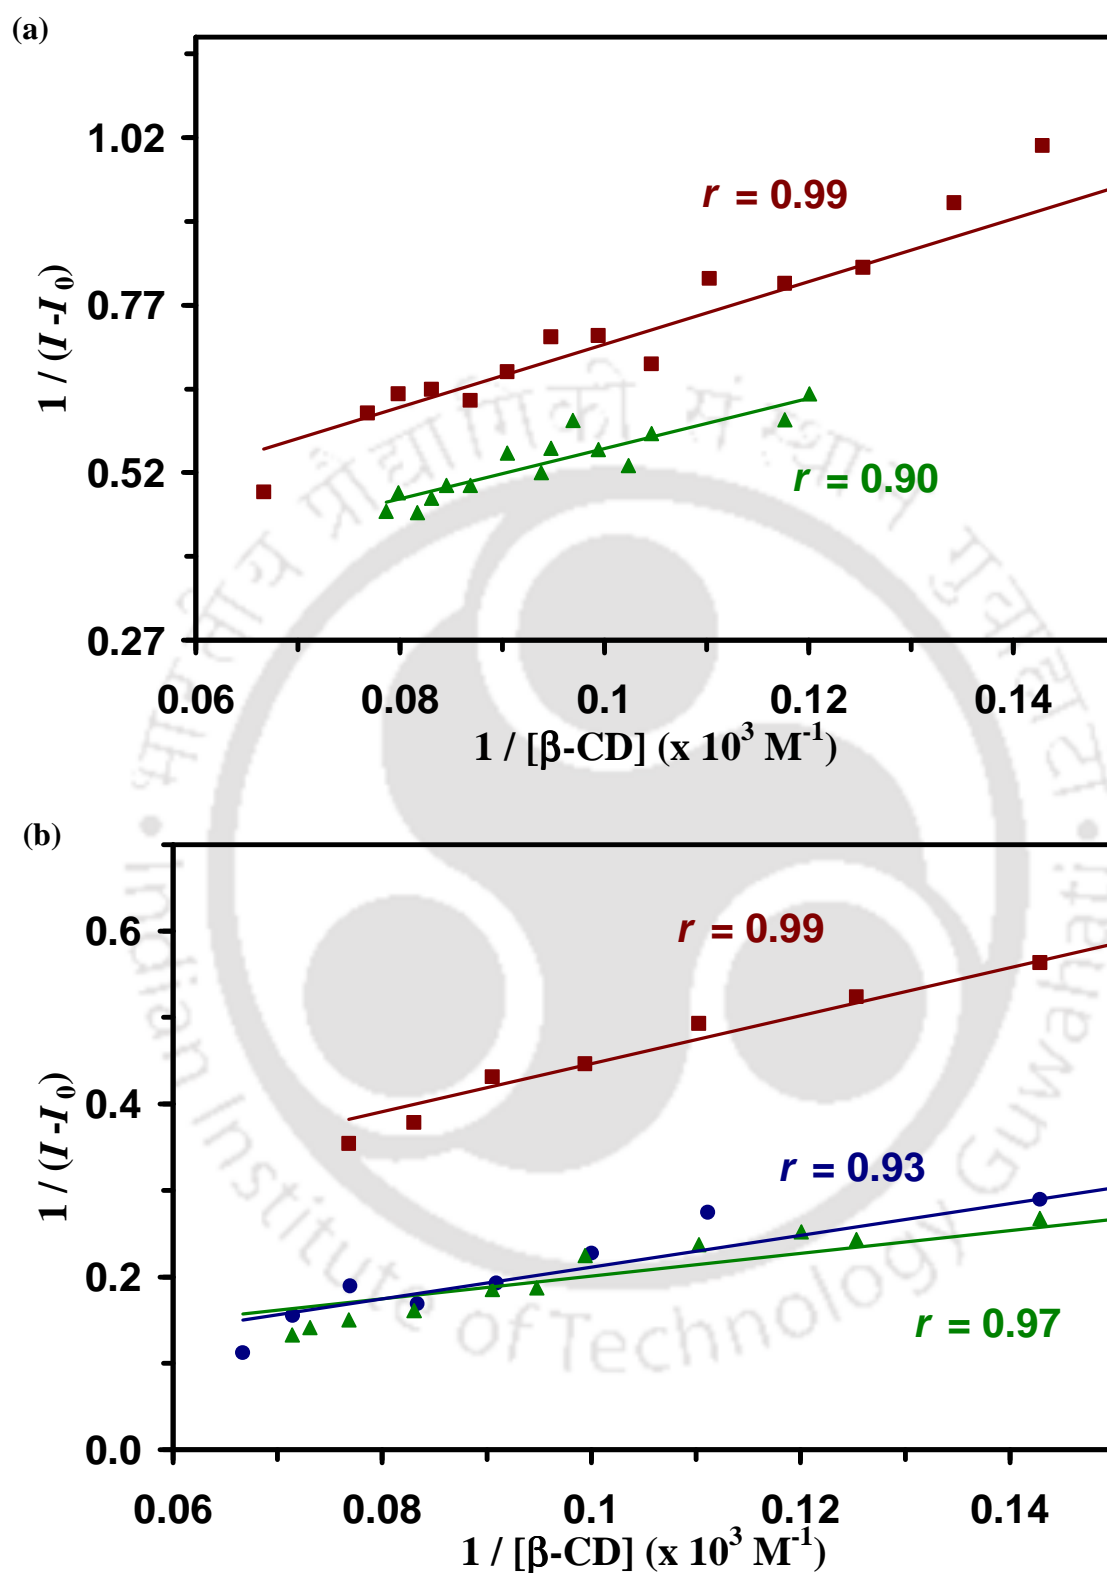 (a)
1.02
0.77
0.52
0.27
1 / (I - I0)
r = 0.99
r = 0.90
0.06 0.08 0.1 0.12 0.14
1 / [β-CD] (x 10³ M⁻¹)
(b)
0.6
0.4
0.2
0.0
1 / (I - I0)
r = 0.99
r = 0.93
r = 0.97
0.06 0.08 0.1 0.12 0.14
1 / [β-CD] (x 10³ M⁻¹)
भारतीय प्रौद्योगिकी संस्थान गुवाहाटी
Indian Institute of Technology Guwahati